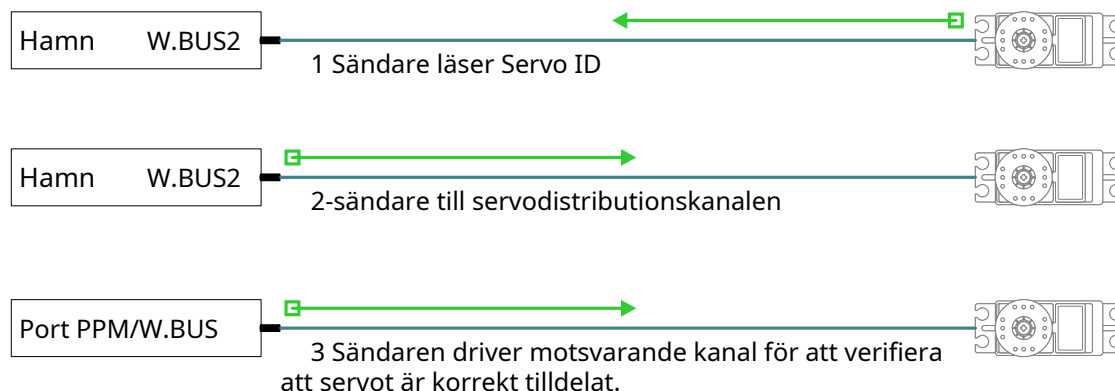 Hamn W.BUS2
1 Sändare läser Servo ID
Hamn W.BUS2
2-sändare till servodistributionskanalen
Port PPM/W.BUS
3 Sändaren driver motsvarande kanal för att verifiera
att servot är korrekt tilldelat.